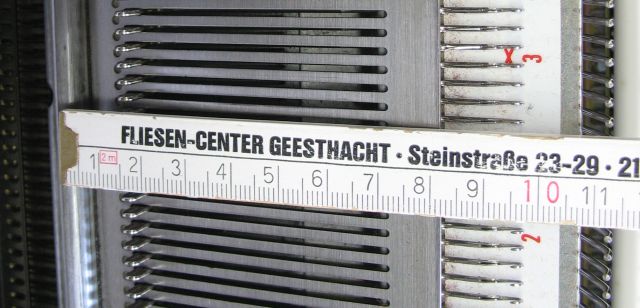 x 3
FLIESEN-CENTER GEESTHACHT · Steinstraße 23-29 · 21
1 2m 2 3 4 5 6 7 8 9 10 11
2